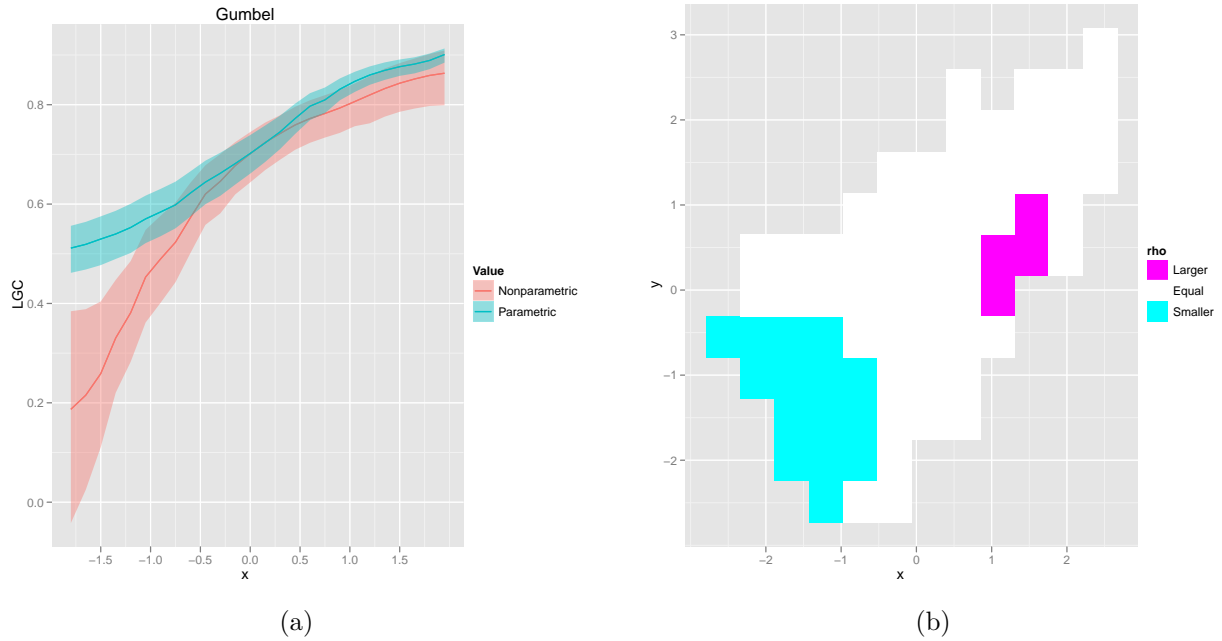 Gumbel
LGC
0.8
0.6
0.4
0.2
0.0
−1.5 −1.0 −0.5 0.0 0.5 1.0 1.5
x
Value
Nonparametric
Parametric
(a)
y
3
2
1
0
−1
−2
−2 −1 0 1 2
x
rho
Larger
Equal
Smaller
(b)